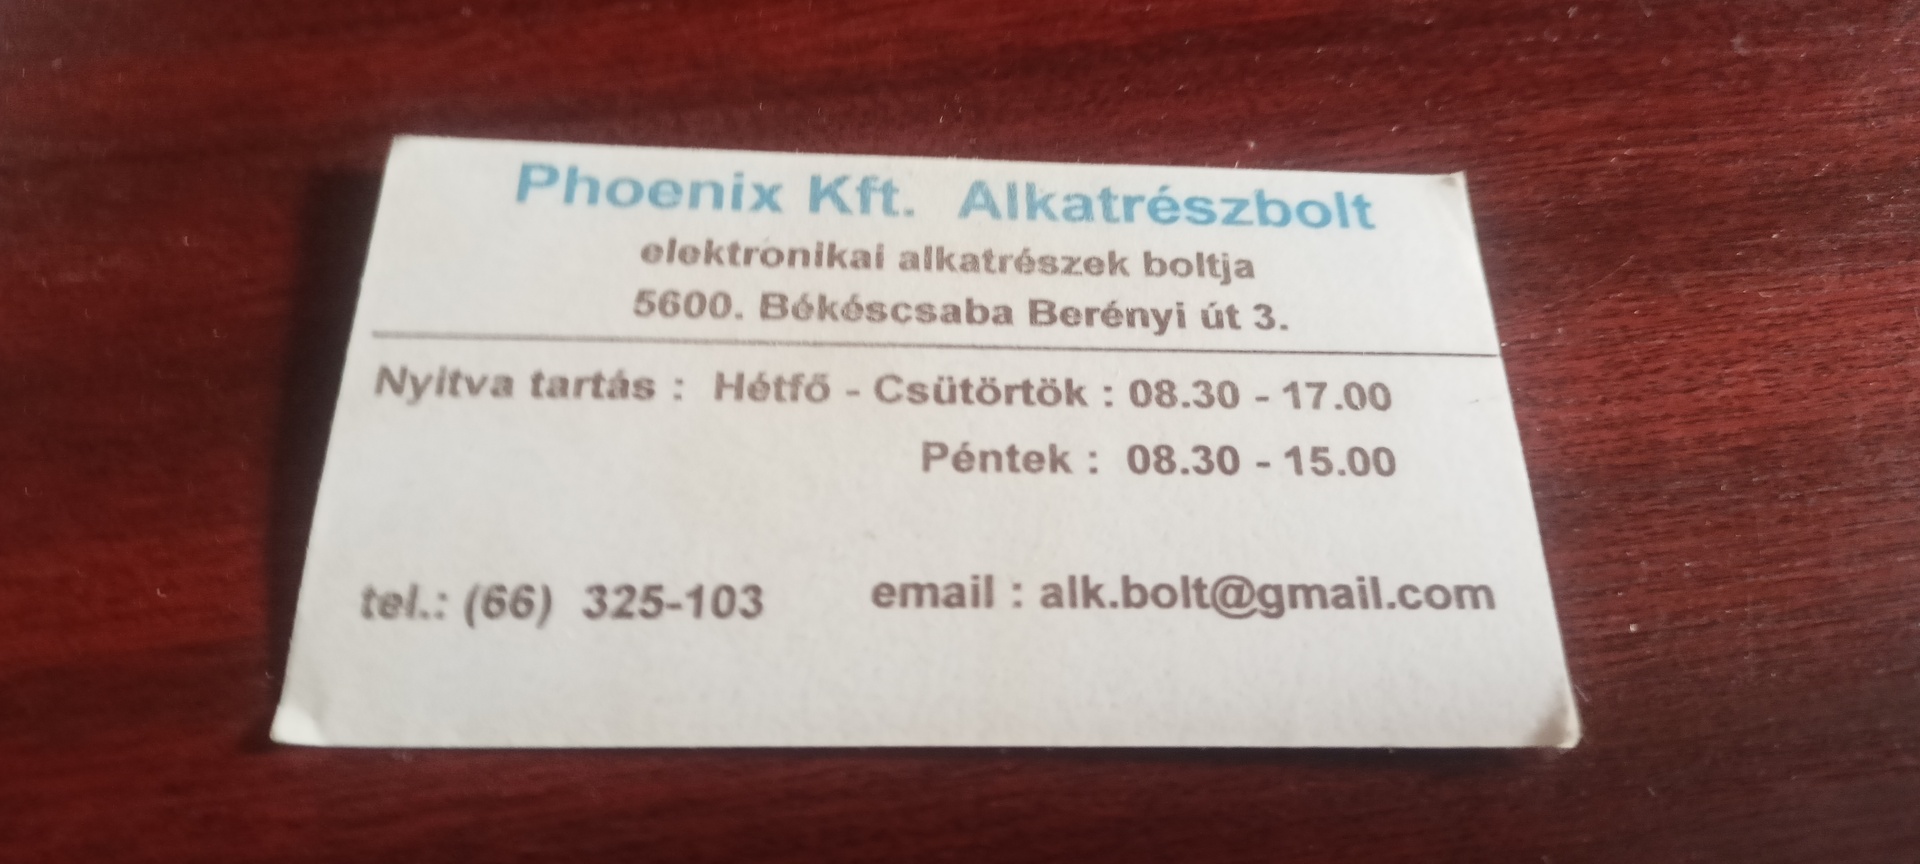 Phoenix Kft. Alkatrészbolt
elektronikai alkatrészek boltja
5600. Békéscsaba Berényi út 3.
Nyitva tartás : Hétfő - Csütörtök : 08.30 - 17.00
Péntek : 08.30 - 15.00
tel.: (66) 325-103 email : alk.bolt@gmail.com